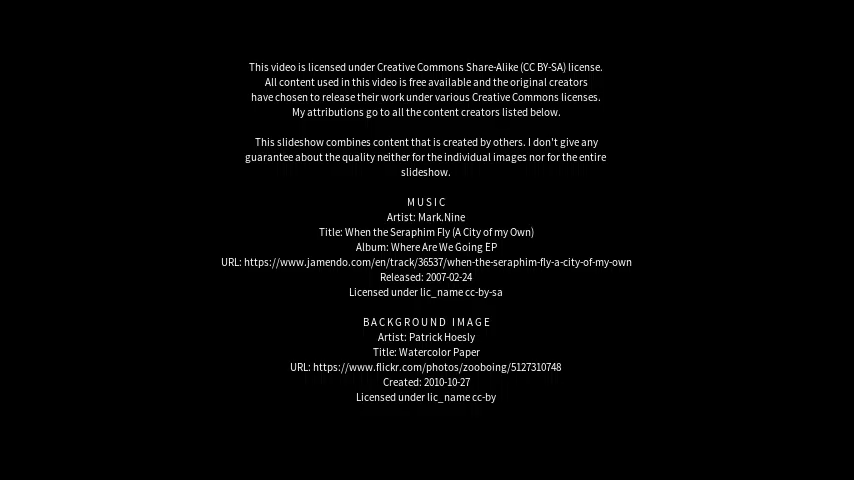 This video is licensed under Creative Commons Share-Alike (CC BY-SA) license.
All content used in this video is free available and the original creators
have chosen to release their work under various Creative Commons licenses.
My attributions go to all the content creators listed below.
This slideshow combines content that is created by others. I don't give any
guarantee about the quality neither for the individual images nor for the entire
slideshow.
MUSIC
Artist: Mark.Nine
Title: When the Seraphim Fly (A City of my Own)
Album: Where Are We Going EP
URL: https://www.jamendo.com/en/track/36537/when-the-seraphim-fly-a-city-of-my-own
Released: 2007-02-24
Licensed under lic_name cc-by-sa
BACKGROUND IMAGE
Artist: Patrick Hoesly
Title: Watercolor Paper
URL: https://www.flickr.com/photos/zooboing/5127310748
Created: 2010-10-27
Licensed under lic_name cc-by